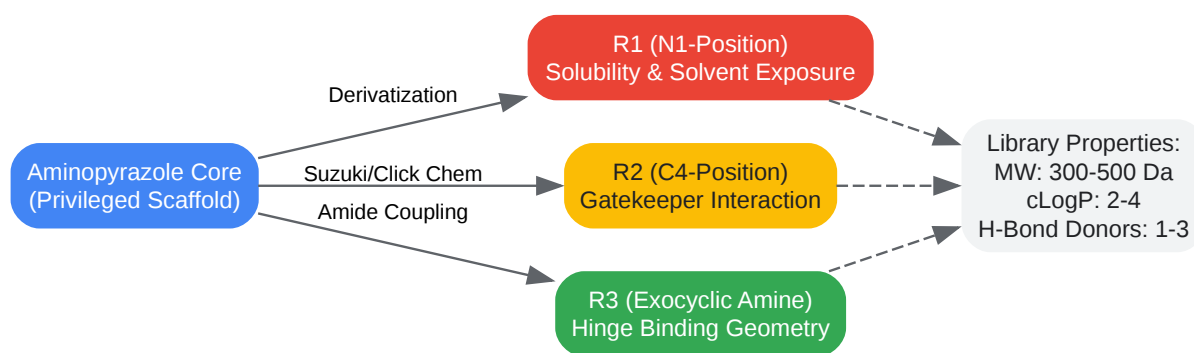 Aminopyrazole Core
(Privileged Scaffold)
Derivatization
Suzuki/Click Chem
Amide Coupling
R1 (N1-Position)
Solubility & Solvent Exposure
R2 (C4-Position)
Gatekeeper Interaction
R3 (Exocyclic Amine)
Hinge Binding Geometry
Library Properties:
MW: 300-500 Da
cLogP: 2-4
H-Bond Donors: 1-3